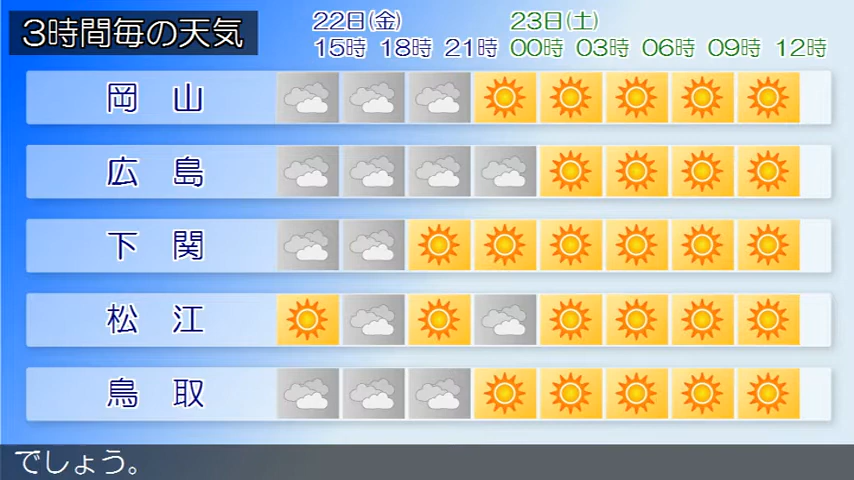 3時間毎の天気
22日(金) 23日(土)
15時 18時 21時 00時 03時 06時 09時 12時
岡 山
広 島
下 関
松 江
鳥 取
でしょう。